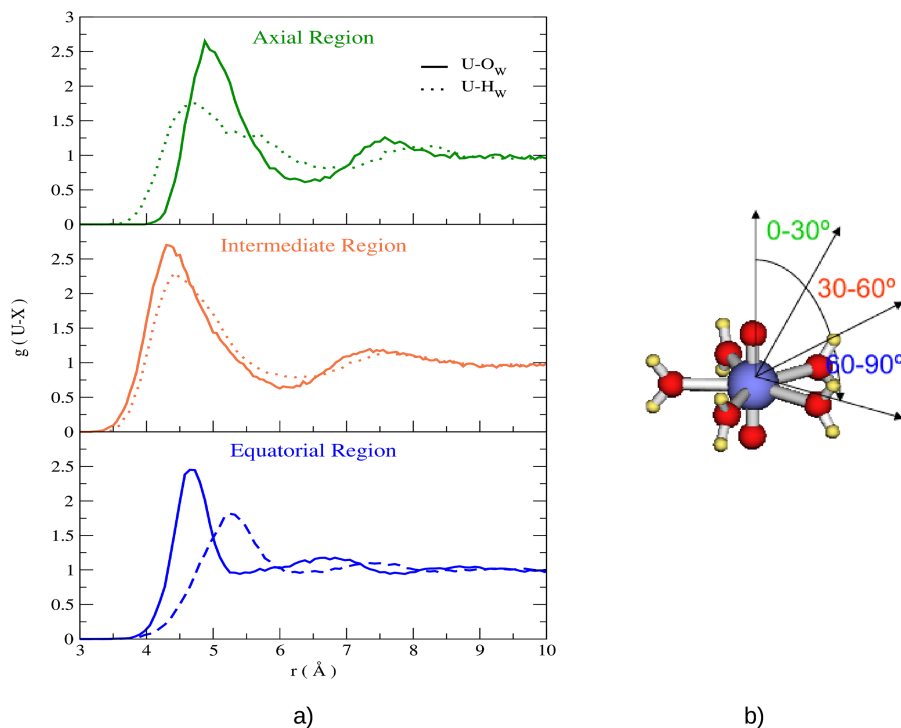 3
2.5
2
1.5
1
0.5
0
Axial Region
U-O_w
U-H_w
Intermediate Region
2.5
2
1.5
1
0.5
0
g ( U-X )
Equatorial Region
2.5
2
1.5
1
0.5
0
3 4 5 6 7 8 9 10
r ( Å )
a)
0-30º
30-60º
60-90º
b)